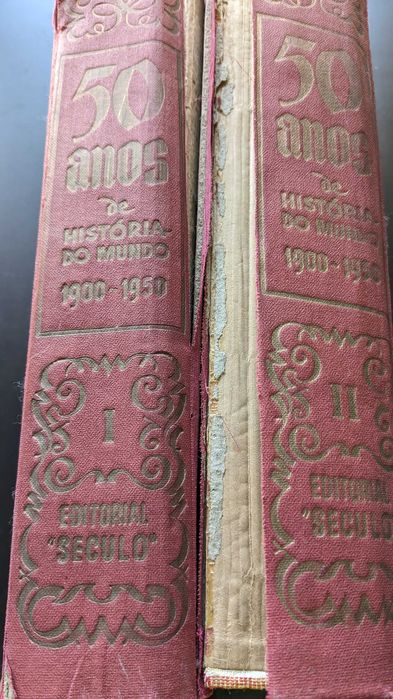 50
anos
de
HISTÓRIA
DO MUNDO
1900-1950
I
EDITORIAL
"SECULO"
50
anos
de
HISTÓRIA
DO MUNDO
1900-1950
II
EDITORIAL
"SECULO"